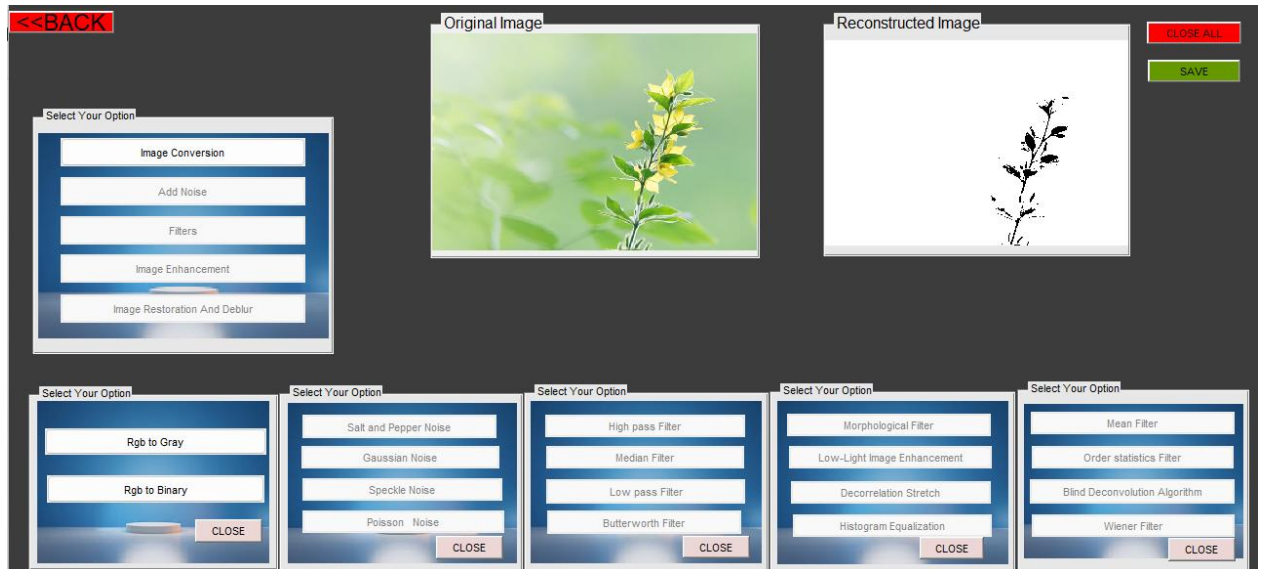 <<BACK
Original Image
Reconstructed Image
CLOSE ALL
SAVE
Select Your Option
Image Conversion
Add Noise
Filters
Image Enhancement
Image Restoration And Deblur
Select Your Option
Rgb to Gray
Rgb to Binary
CLOSE
Select Your Option
Salt and Pepper Noise
Gaussian Noise
Speckle Noise
Poisson Noise
CLOSE
Select Your Option
High pass Filter
Median Filter
Low pass Filter
Butterworth Filter
CLOSE
Select Your Option
Morphological Filter
Low-Light Image Enhancement
Decorrelation Stretch
Histogram Equalization
CLOSE
Select Your Option
Mean Filter
Order statistics Filter
Blind Deconvolution Algorithm
Wiener Filter
CLOSE